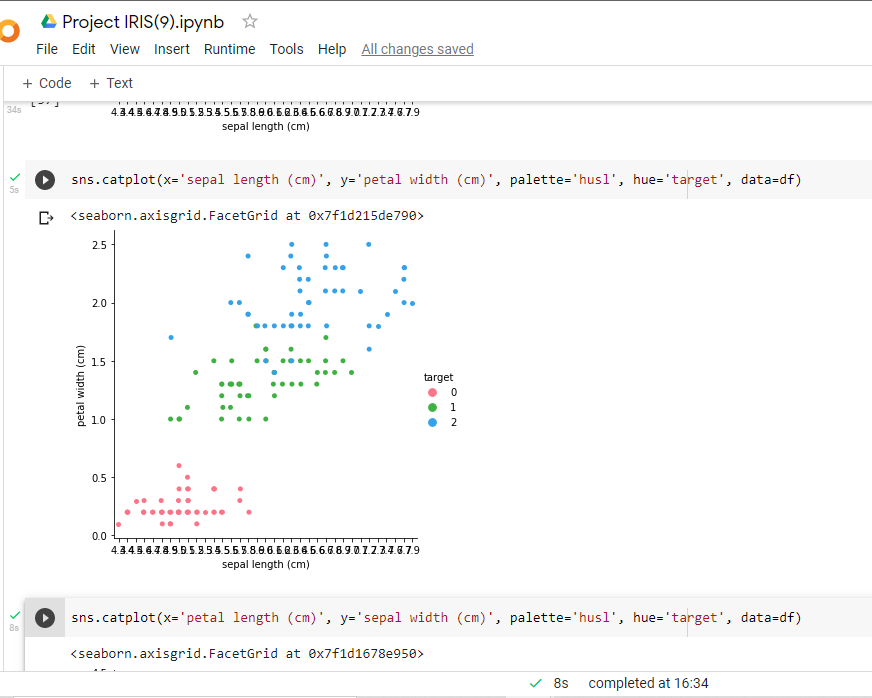 Project IRIS(9).ipynb
File Edit View Insert Runtime Tools Help All changes saved
+ Code + Text
34s
sepal length (cm)
5s
sns.catplot(x='sepal length (cm)', y='petal width (cm)', palette='husl', hue='target', data=df)
<seaborn.axisgrid.FacetGrid at 0x7f1d215de790>
2.5
2.0
1.5
1.0
0.5
0.0
petal width (cm)
target
0
1
2
sepal length (cm)
8s
sns.catplot(x='petal length (cm)', y='sepal width (cm)', palette='husl', hue='target', data=df)
<seaborn.axisgrid.FacetGrid at 0x7f1d1678e950>
8s completed at 16:34